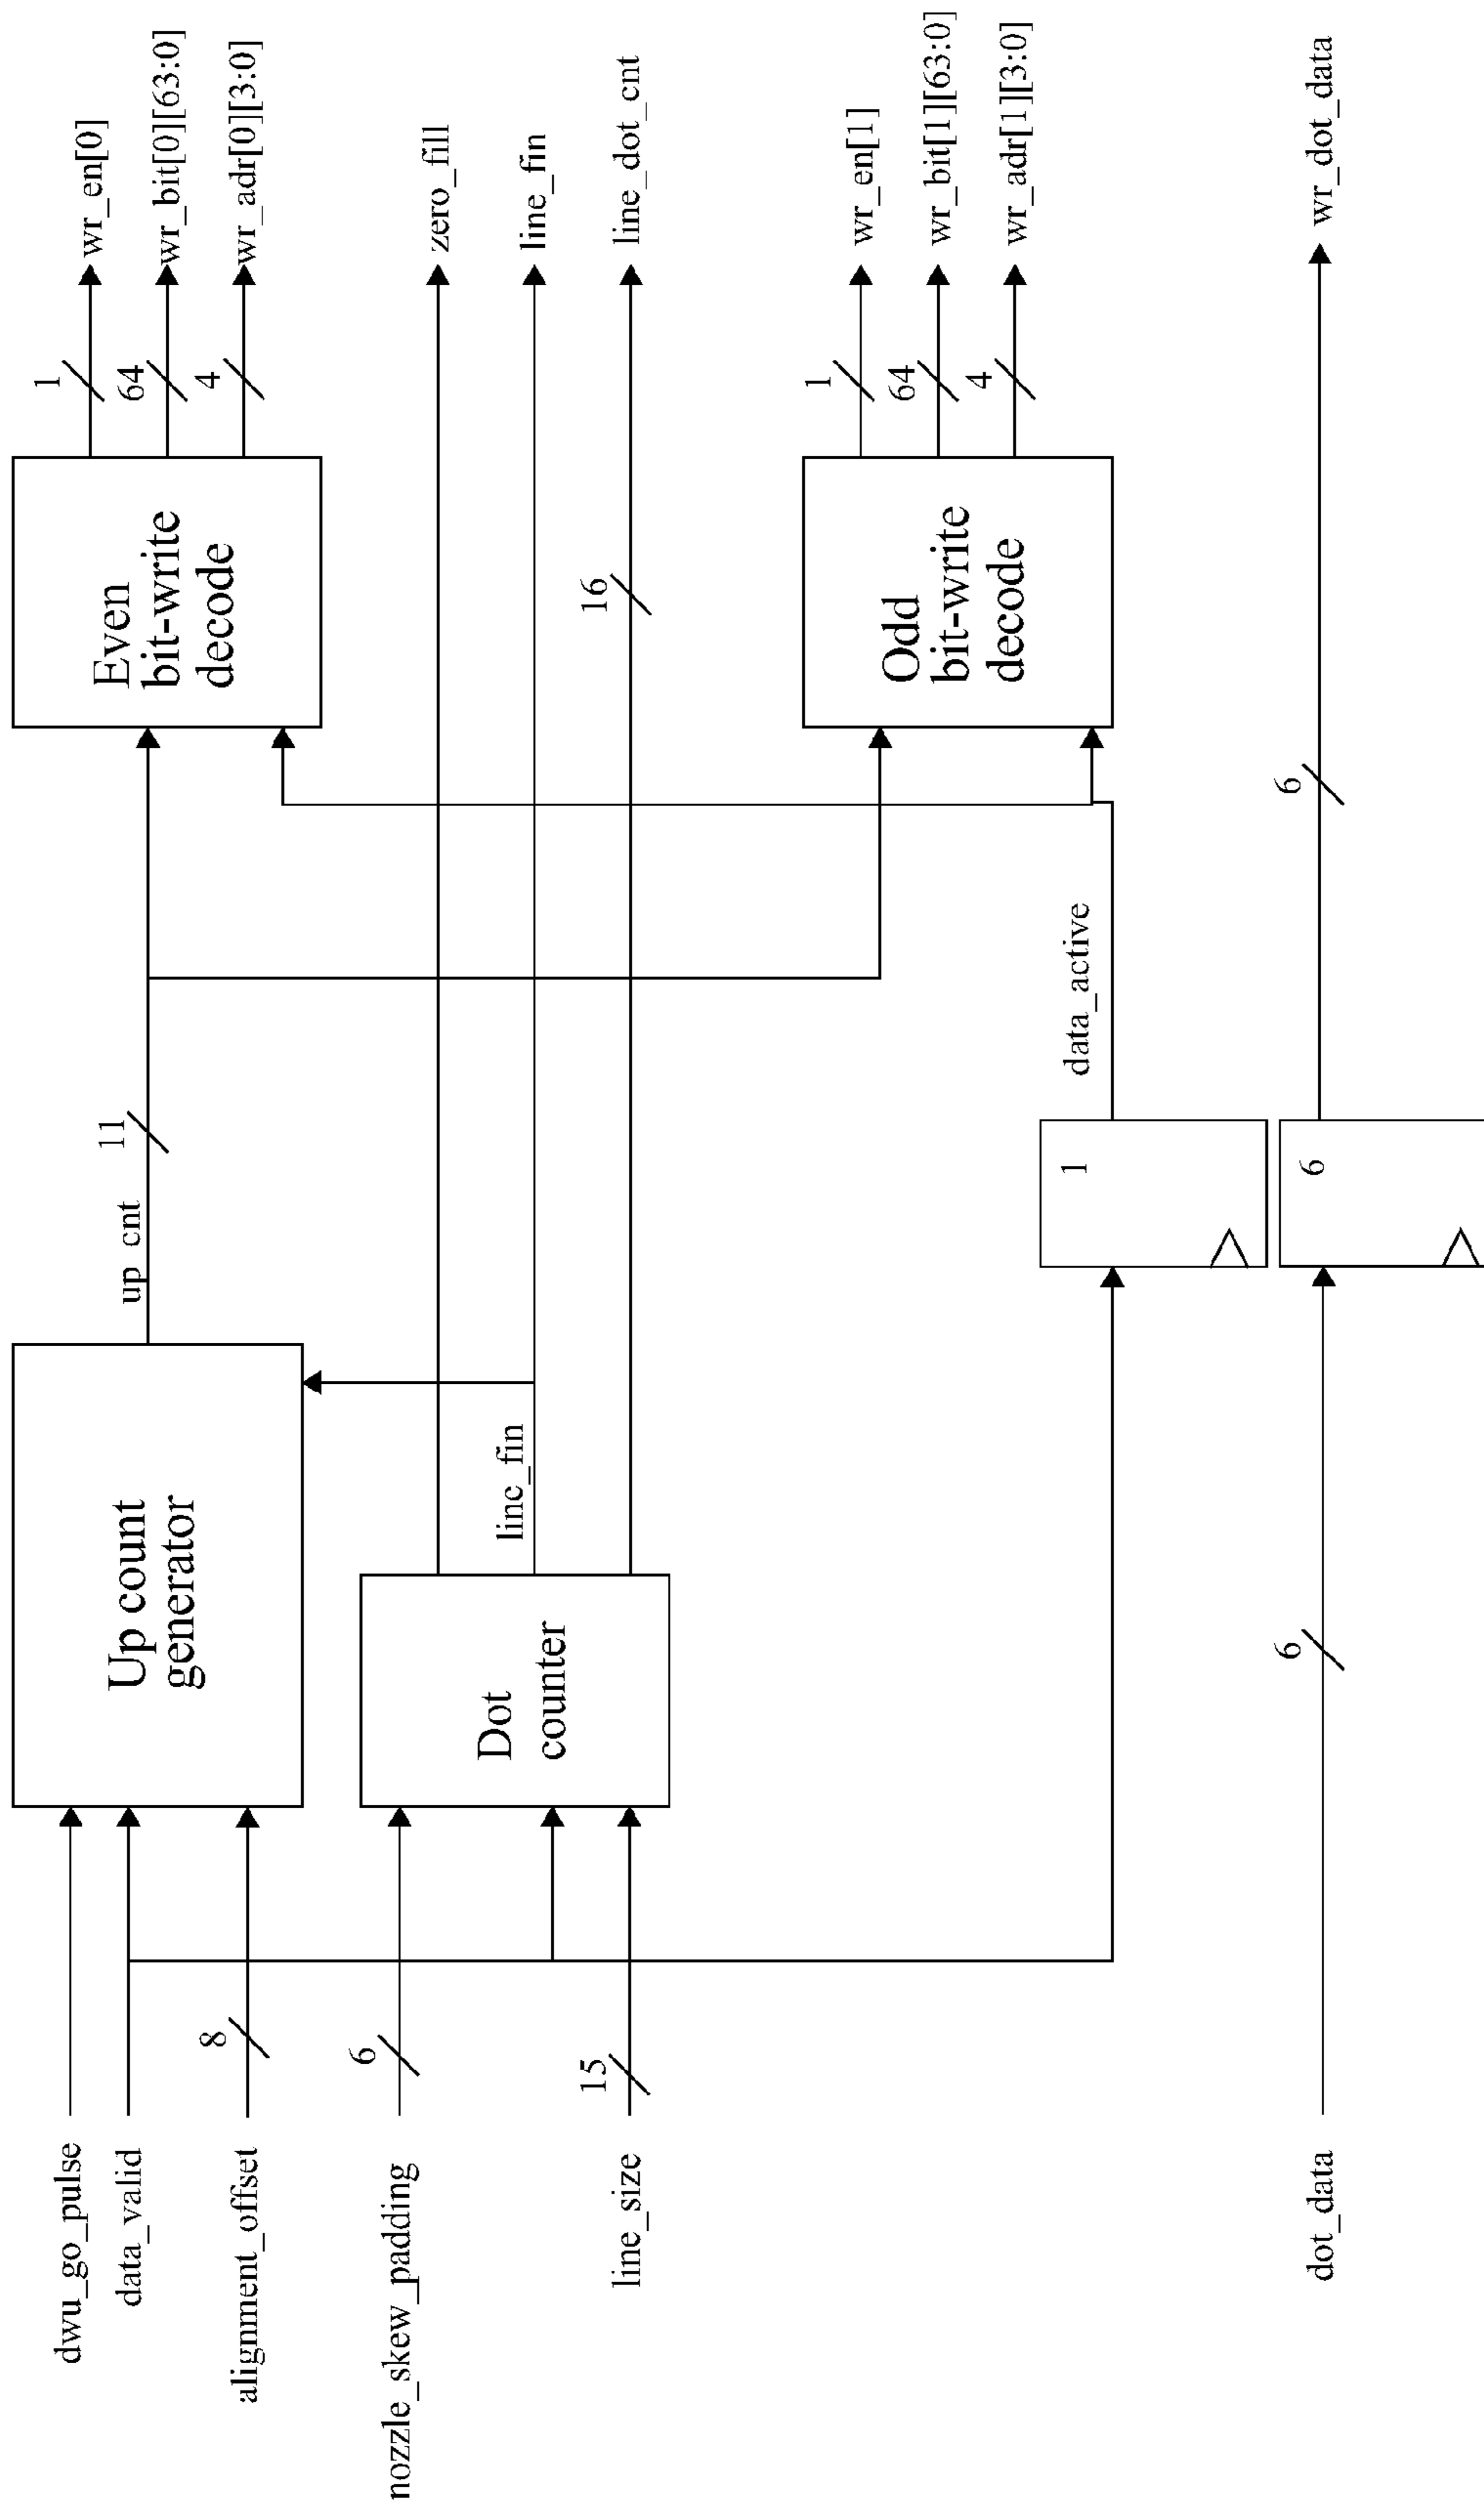 dwu_go_pulse
data_valid
alignment_offset
8
nozzle_skew_padding
6
line_size
15
dot_data
6
Up count
generator
Dot
counter
up_cnt
11
line_fin
1
6
data_active
Even
bit-write
decode
Odd
bit-write
decode
16
6
1
64
4
1
64
4
wr_en[0]
wr_bit[0][63:0]
wr_adr[0][3:0]
zero_fill
line_fin
line_dot_cnt
wr_en[1]
wr_bit[1][63:0]
wr_adr[1][3:0]
wr_dot_data